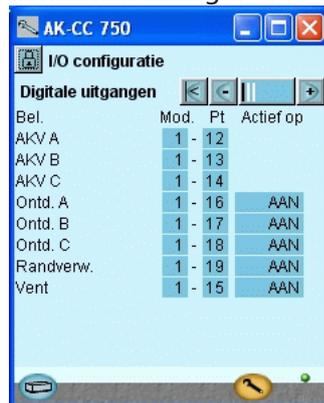 AK-CC 750
I/O configuratie
Digitale uitgangen
Bel. Mod. Pt Actief op
AKV A 1 - 12
AKV B 1 - 13
AKV C 1 - 14
Ontd. A 1 - 16 AAN
Ontd. B 1 - 17 AAN
Ontd. C 1 - 18 AAN
Randverw. 1 - 19 AAN
Vent 1 - 15 AAN